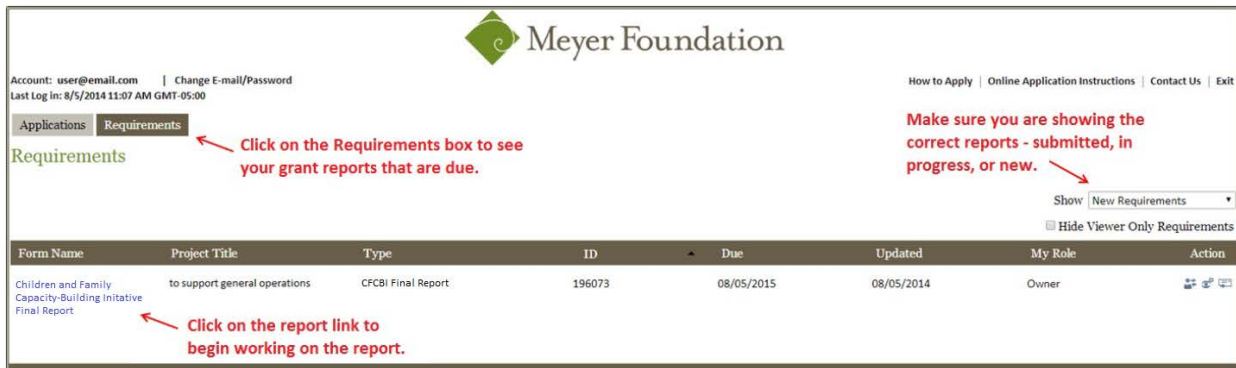 Meyer Foundation
Account: user@email.com | Change E-mail/Password
Last Log in: 8/5/2014 11:07 AM GMT-05:00
How to Apply | Online Application Instructions | Contact Us | Exit
Applications Requirements
Requirements
Click on the Requirements box to see
your grant reports that are due.
Make sure you are showing the
correct reports - submitted, in
progress, or new.
Show New Requirements
Hide Viewer Only Requirements
Form Name Project Title Type ID Due Updated My Role Action
Children and Family
Capacity-Building Initative
Final Report
to support general operations CFCBI Final Report 196073 08/05/2015 08/05/2014 Owner
Click on the report link to
begin working on the report.